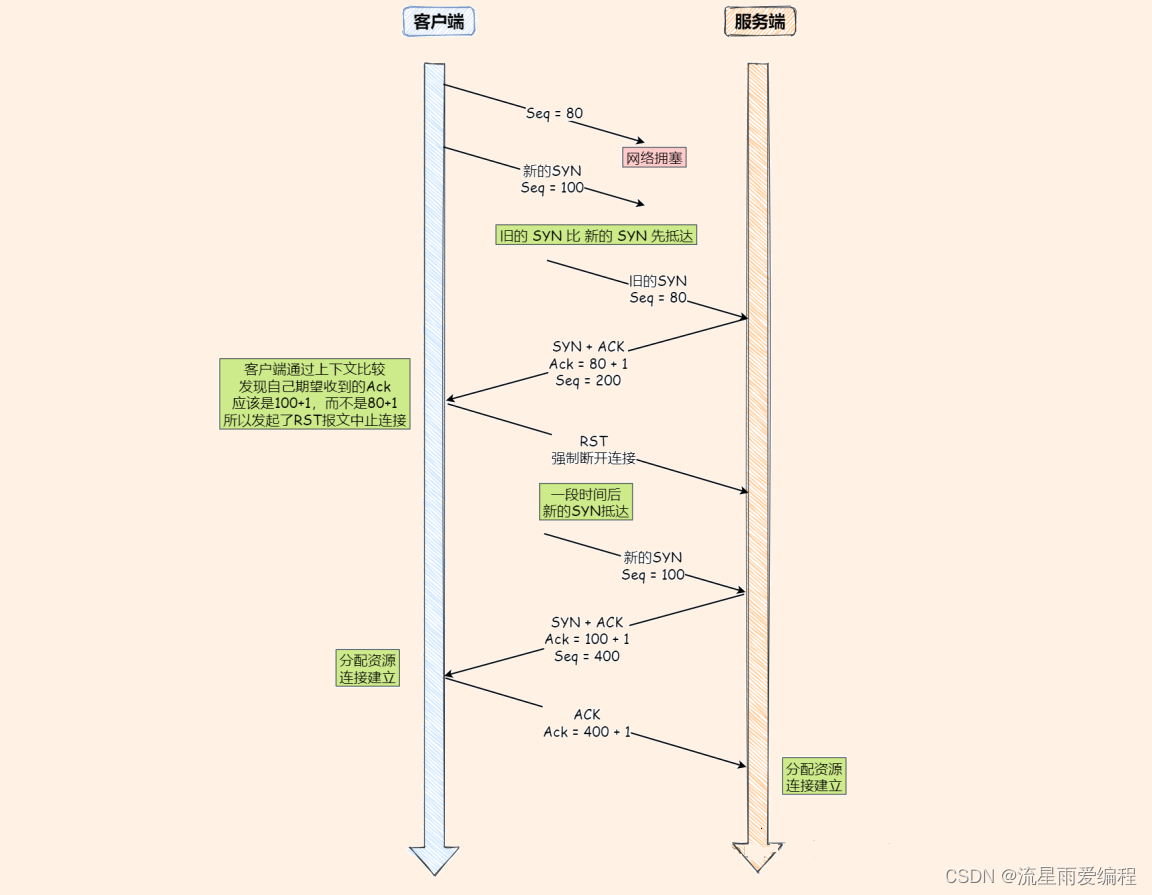 客户端
服务端
Seq = 80
网络拥塞
新的SYN
Seq = 100
旧的 SYN 比 新的 SYN 先抵达
旧的SYN
Seq = 80
SYN + ACK
Ack = 80 + 1
Seq = 200
客户端通过上下文比较
发现自己期望收到的Ack
应该是100+1，而不是80+1
所以发起了RST报文中止连接
RST
强制断开连接
一段时间后
新的SYN抵达
新的SYN
Seq = 100
SYN + ACK
Ack = 100 + 1
Seq = 400
分配资源
连接建立
ACK
Ack = 400 + 1
分配资源
连接建立
CSDN @流星雨爱编程